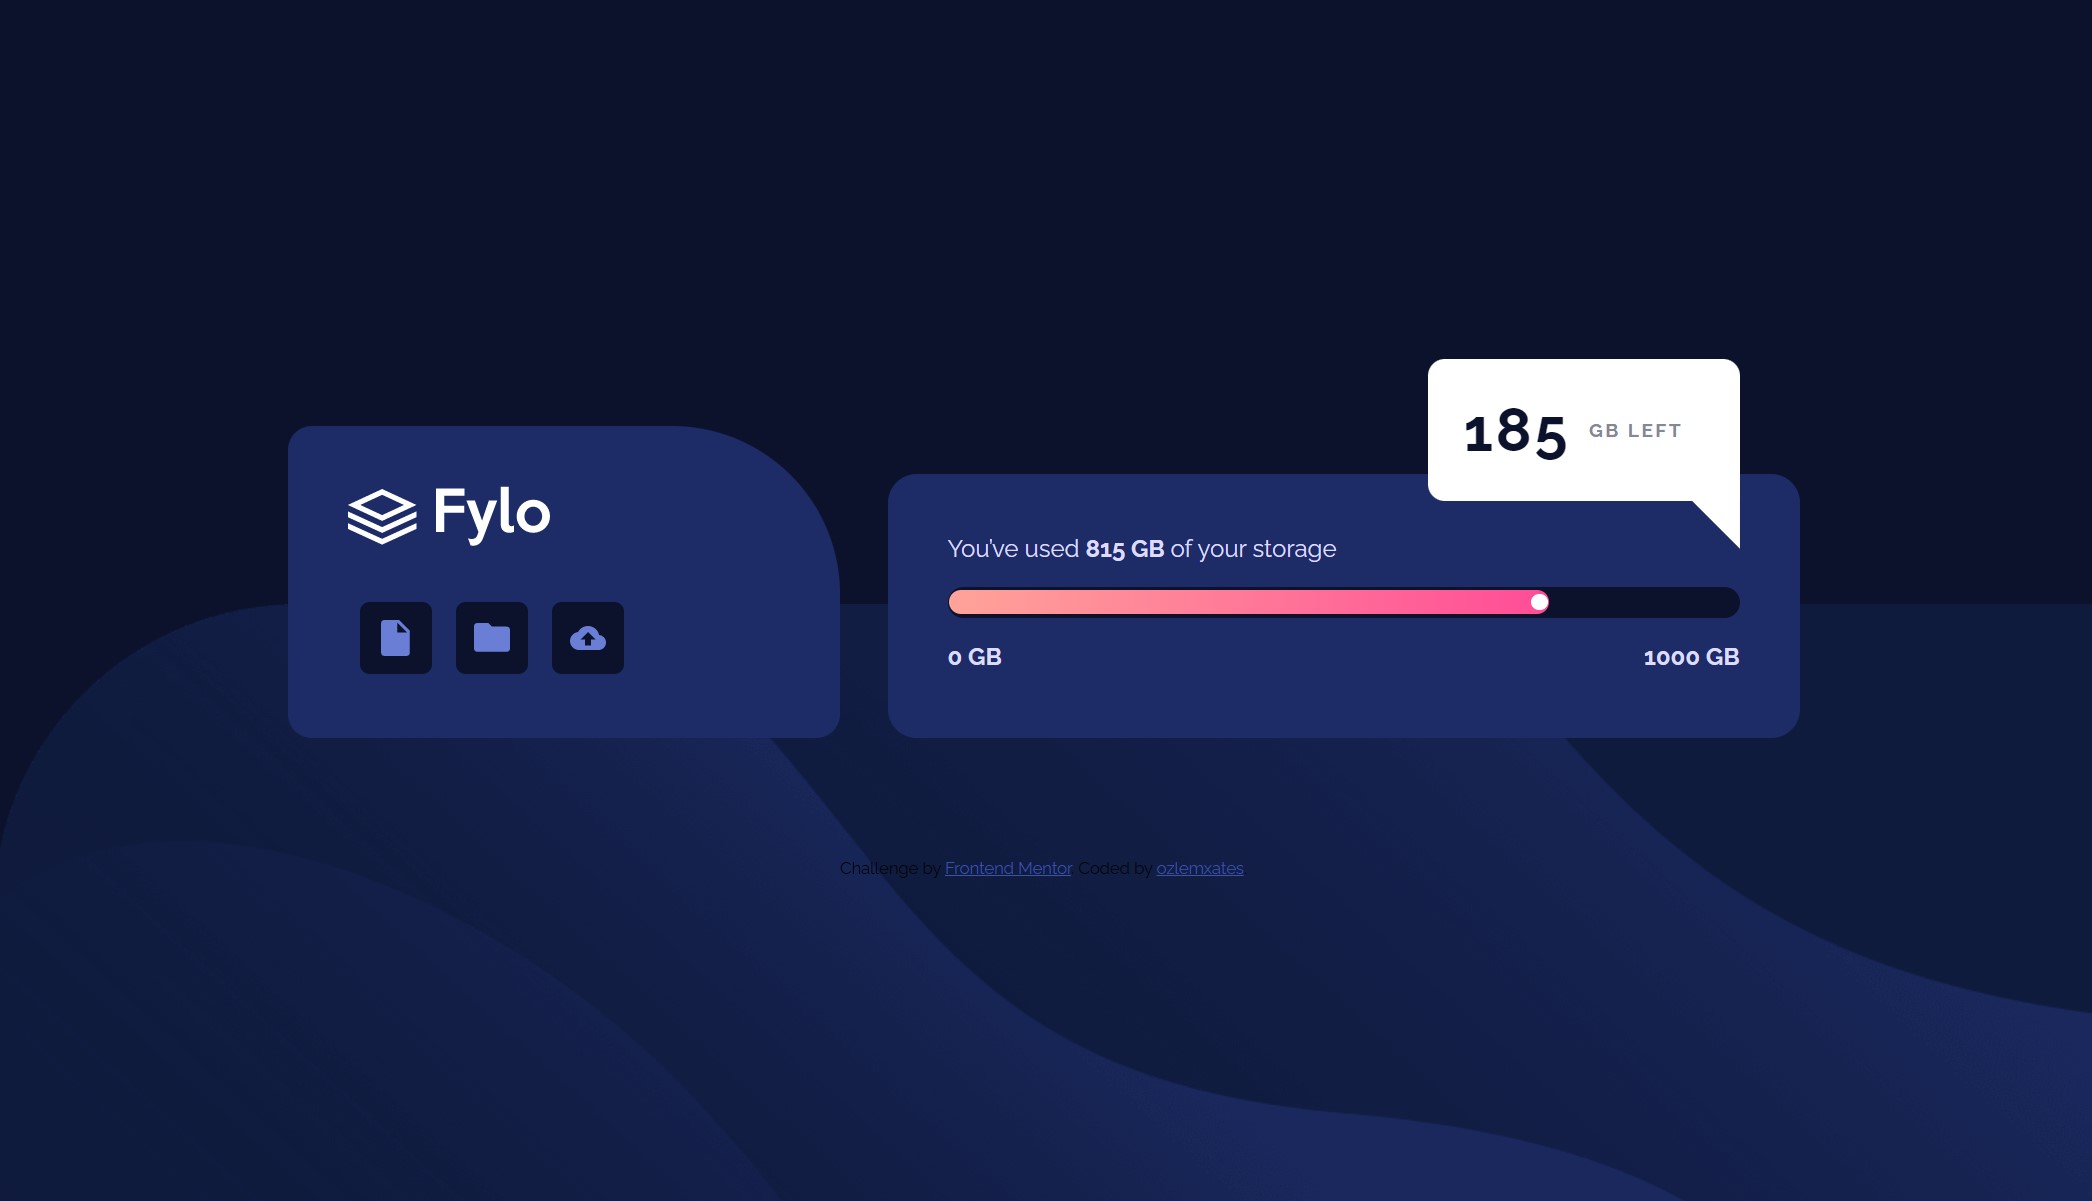 185 GB LEFT
Fylo
You've used 815 GB of your storage
0 GB 1000 GB
Challenge by Frontend Mentor. Coded by ozlemxates.